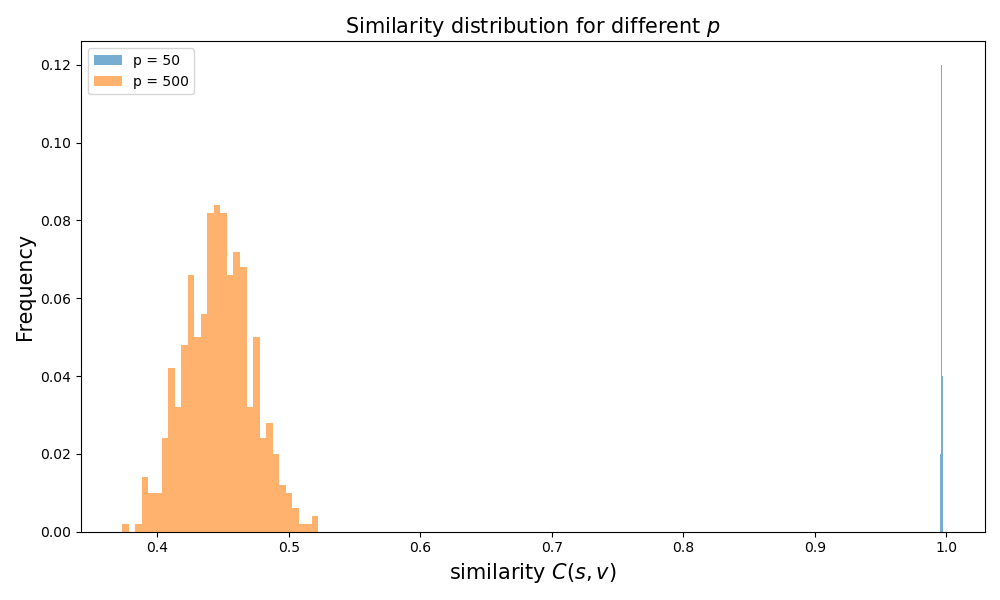 Similarity distribution for different p
p = 50
p = 500
0.12
0.10
0.08
0.06
0.04
0.02
0.00
Frequency
0.4 0.5 0.6 0.7 0.8 0.9 1.0
similarity C(s, v)